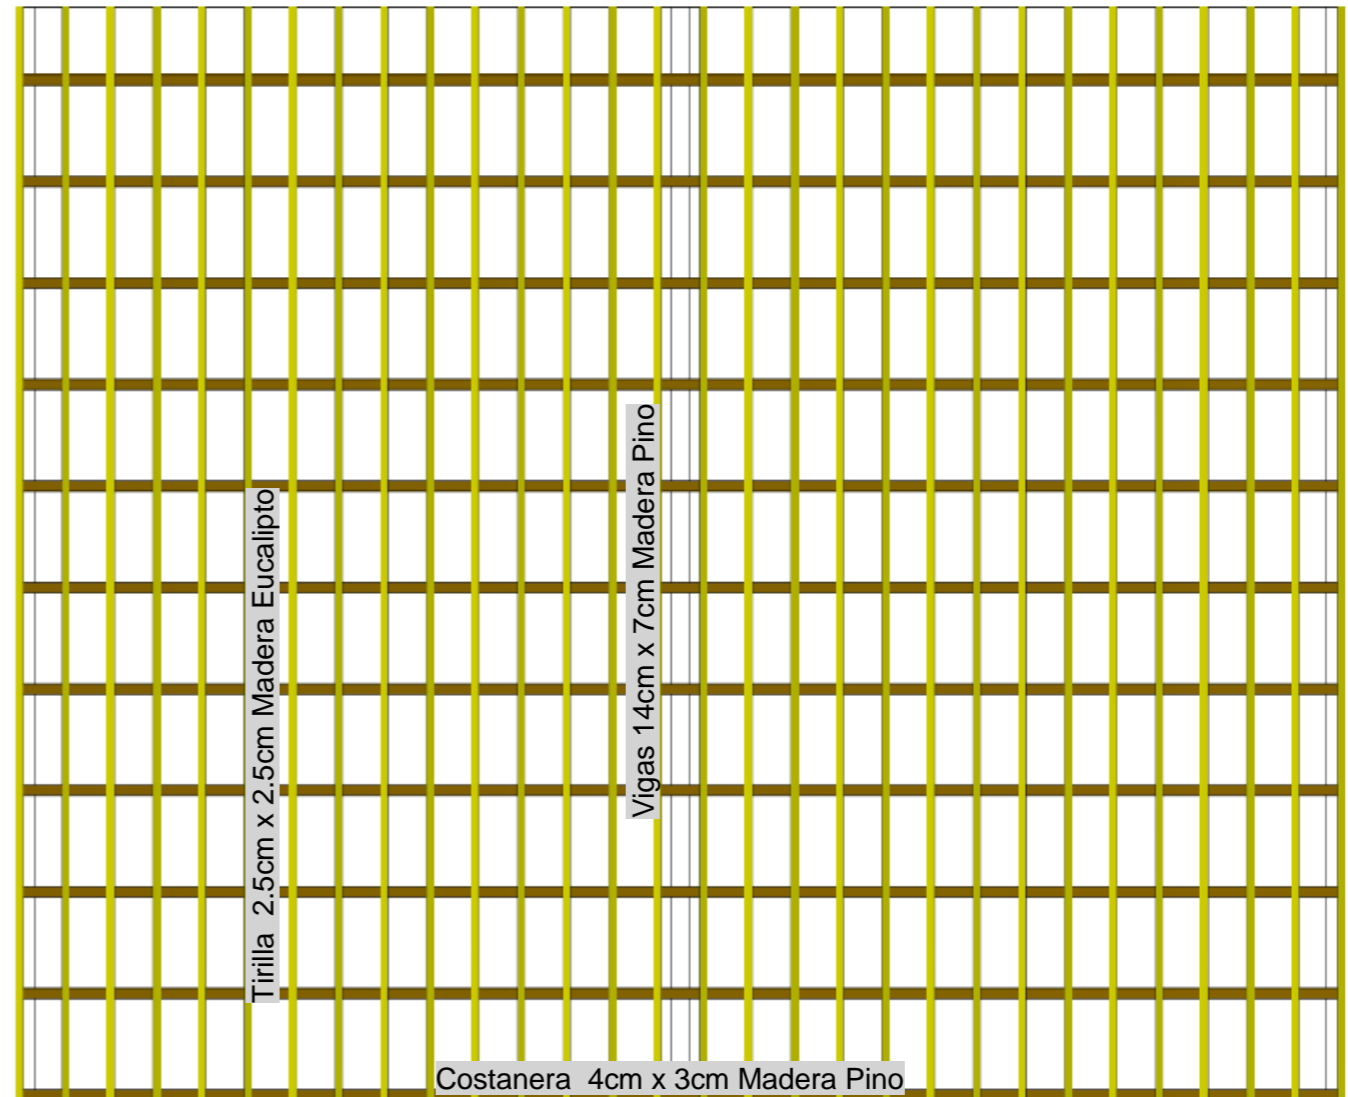 Tirilla  2.5cm x 2.5cm Madera Eucalipto
Vigas 14cm x 7cm Madera Pino
Costanera  4cm x 3cm Madera Pino